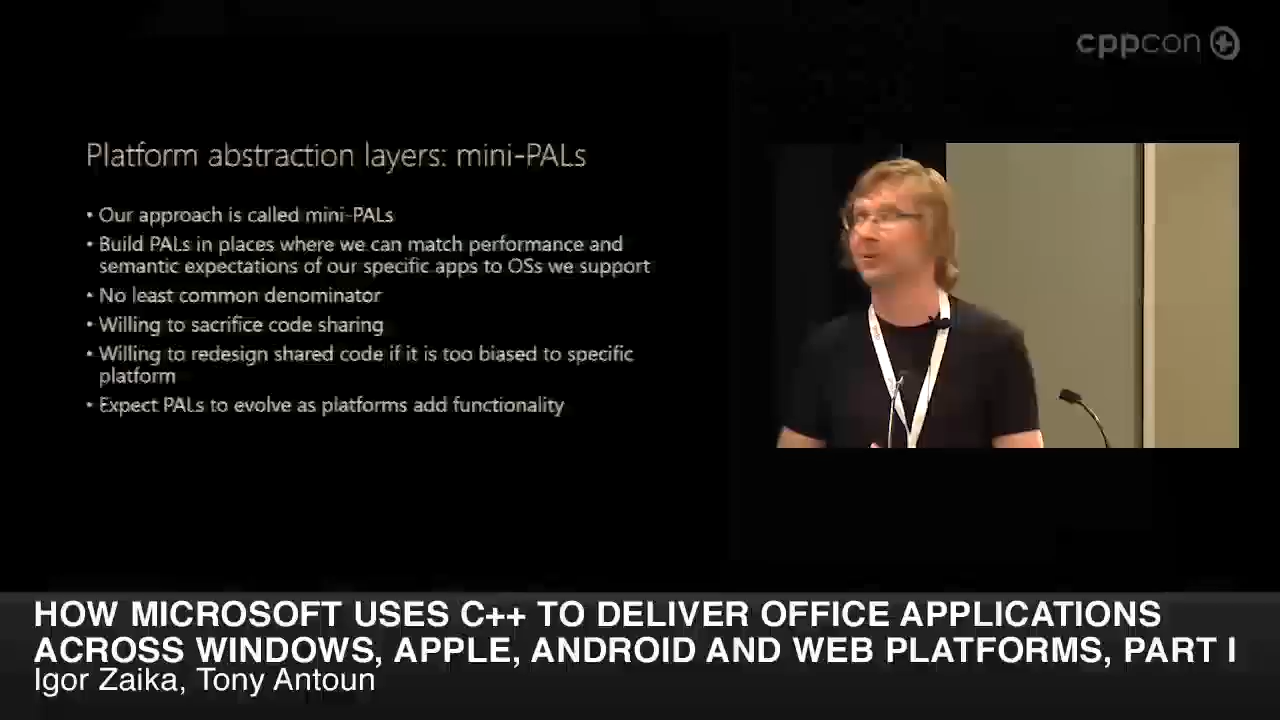 cppcon
Platform abstraction layers: mini-PALs
• Our approach is called mini-PALs
• Build PALs in places where we can match performance and
semantic expectations of our specific apps to OSs we support
• No least common denominator
• Willing to sacrifice code sharing
• Willing to redesign shared code if it is too biased to specific
platform
• Expect PALs to evolve as platforms add functionality
HOW MICROSOFT USES C++ TO DELIVER OFFICE APPLICATIONS
ACROSS WINDOWS, APPLE, ANDROID AND WEB PLATFORMS, PART I
Igor Zaika, Tony Antoun